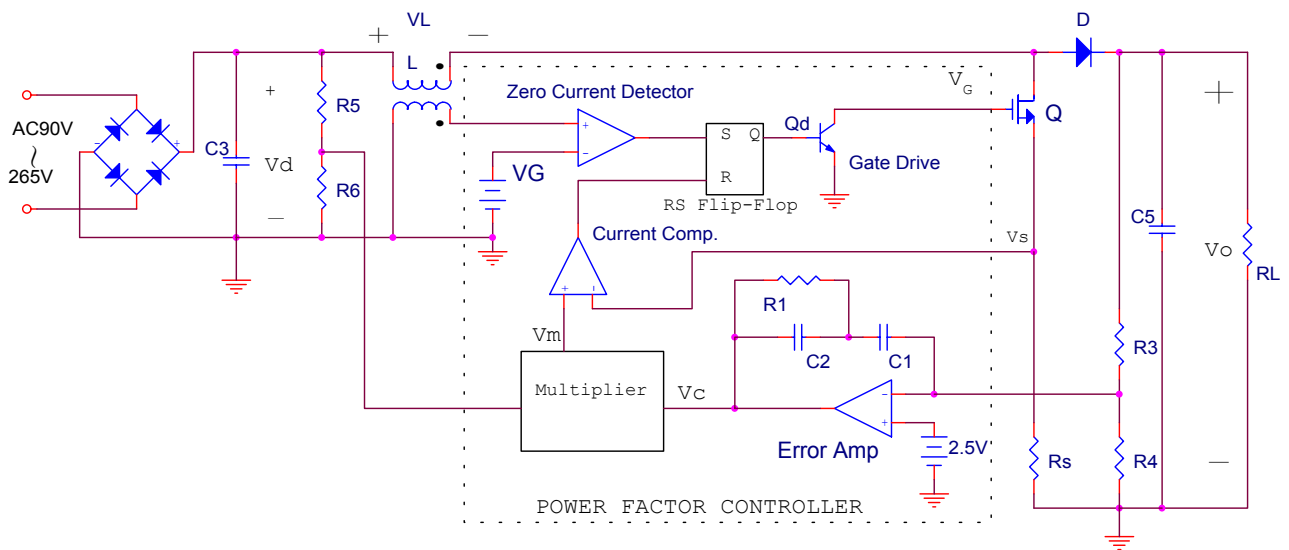 VL
D
+
−
L
V
G
Zero Current Detector
+
R5
+
AC90V
~
265V
−
+
C3
Vd
Qd
S Q
R
Q
+
−
VG
R6
Gate Drive
−
RS Flip-Flop
C5
Current Comp.
Vs
Vo
RL
+
−
R1
Vm
C2
C1
R3
Multiplier
Vc
−
+
Error Amp
2.5V
Rs
R4
−
POWER FACTOR CONTROLLER